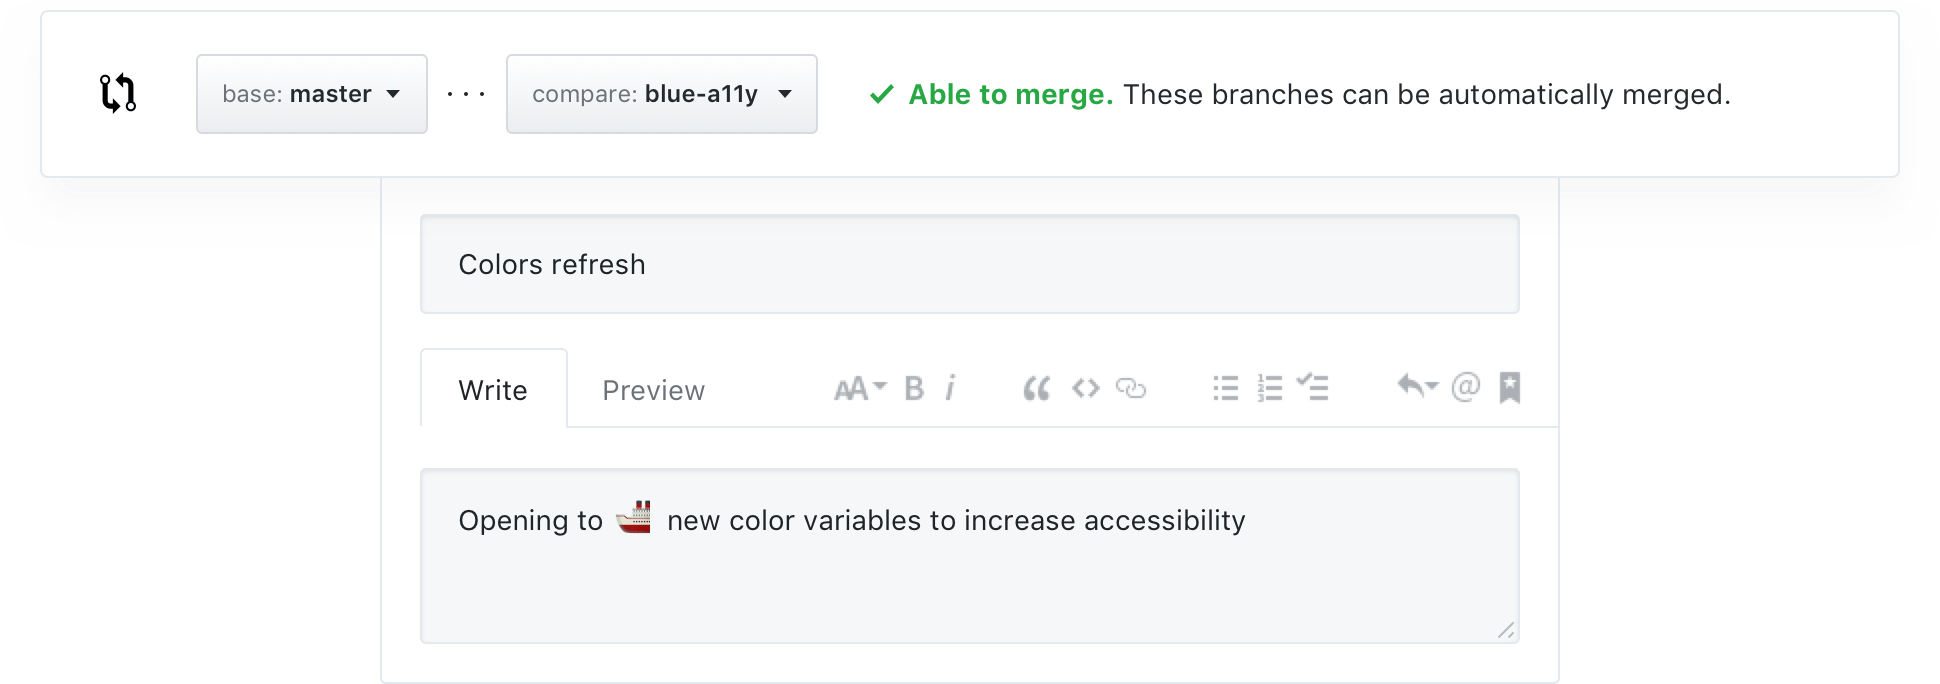 base: master ... compare: blue-a11y ✓ Able to merge. These branches can be automatically merged.
Colors refresh
Write Preview AA B i “ <> @
Opening to 🚢 new color variables to increase accessibility